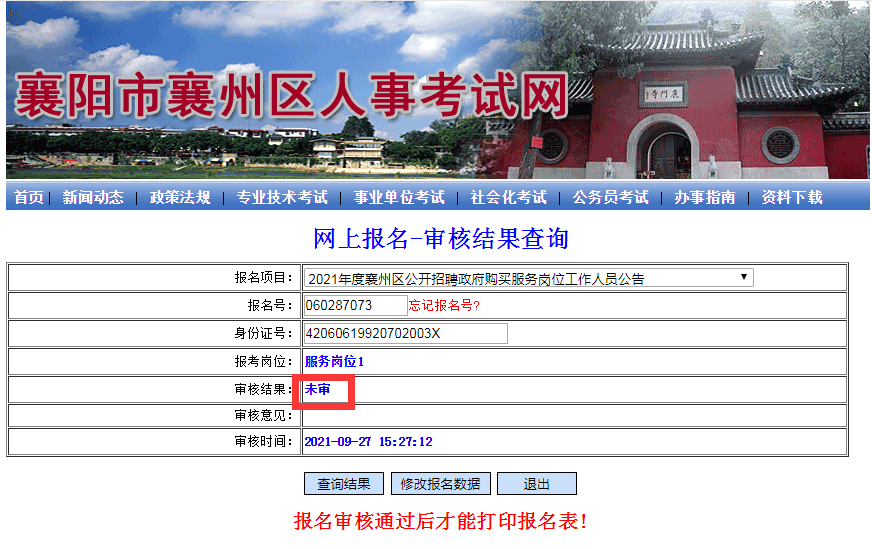 襄阳市襄州区人事考试网
首页| 新闻动态 | 政策法规 | 专业技术考试 | 事业单位考试 | 社会化考试 | 公务员考试 | 办事指南 | 资料下载
网上报名-审核结果查询
报名项目： 2021年度襄州区公开招聘政府购买服务岗位工作人员公告
报名号： 060287073 忘记报名号?
身份证号： 42060619920702003X
报考岗位： 服务岗位1
审核结果： 未审
审核意见：
审核时间： 2021-09-27 15:27:12
查询结果 修改报名数据 退出
报名审核通过后才能打印报名表!